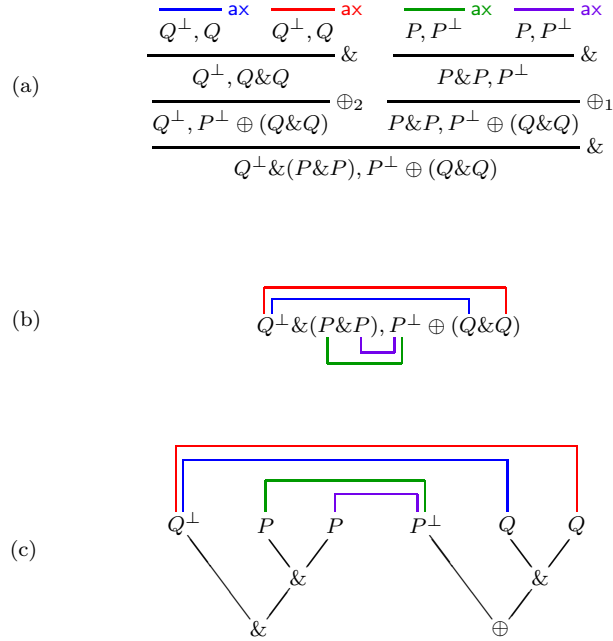 ax ax ax ax
Q⊥, Q Q⊥, Q & P, P⊥ P, P⊥ &
(a) Q⊥, Q&Q ⊕₂ P&P, P⊥ ⊕₁
Q⊥, P⊥ ⊕ (Q&Q) P&P, P⊥ ⊕ (Q&Q) &
Q⊥&(P&P), P⊥ ⊕ (Q&Q)
(b) Q⊥&(P&P), P⊥ ⊕ (Q&Q)
Q⊥ P P P⊥ Q Q
(c) & &
& ⊕